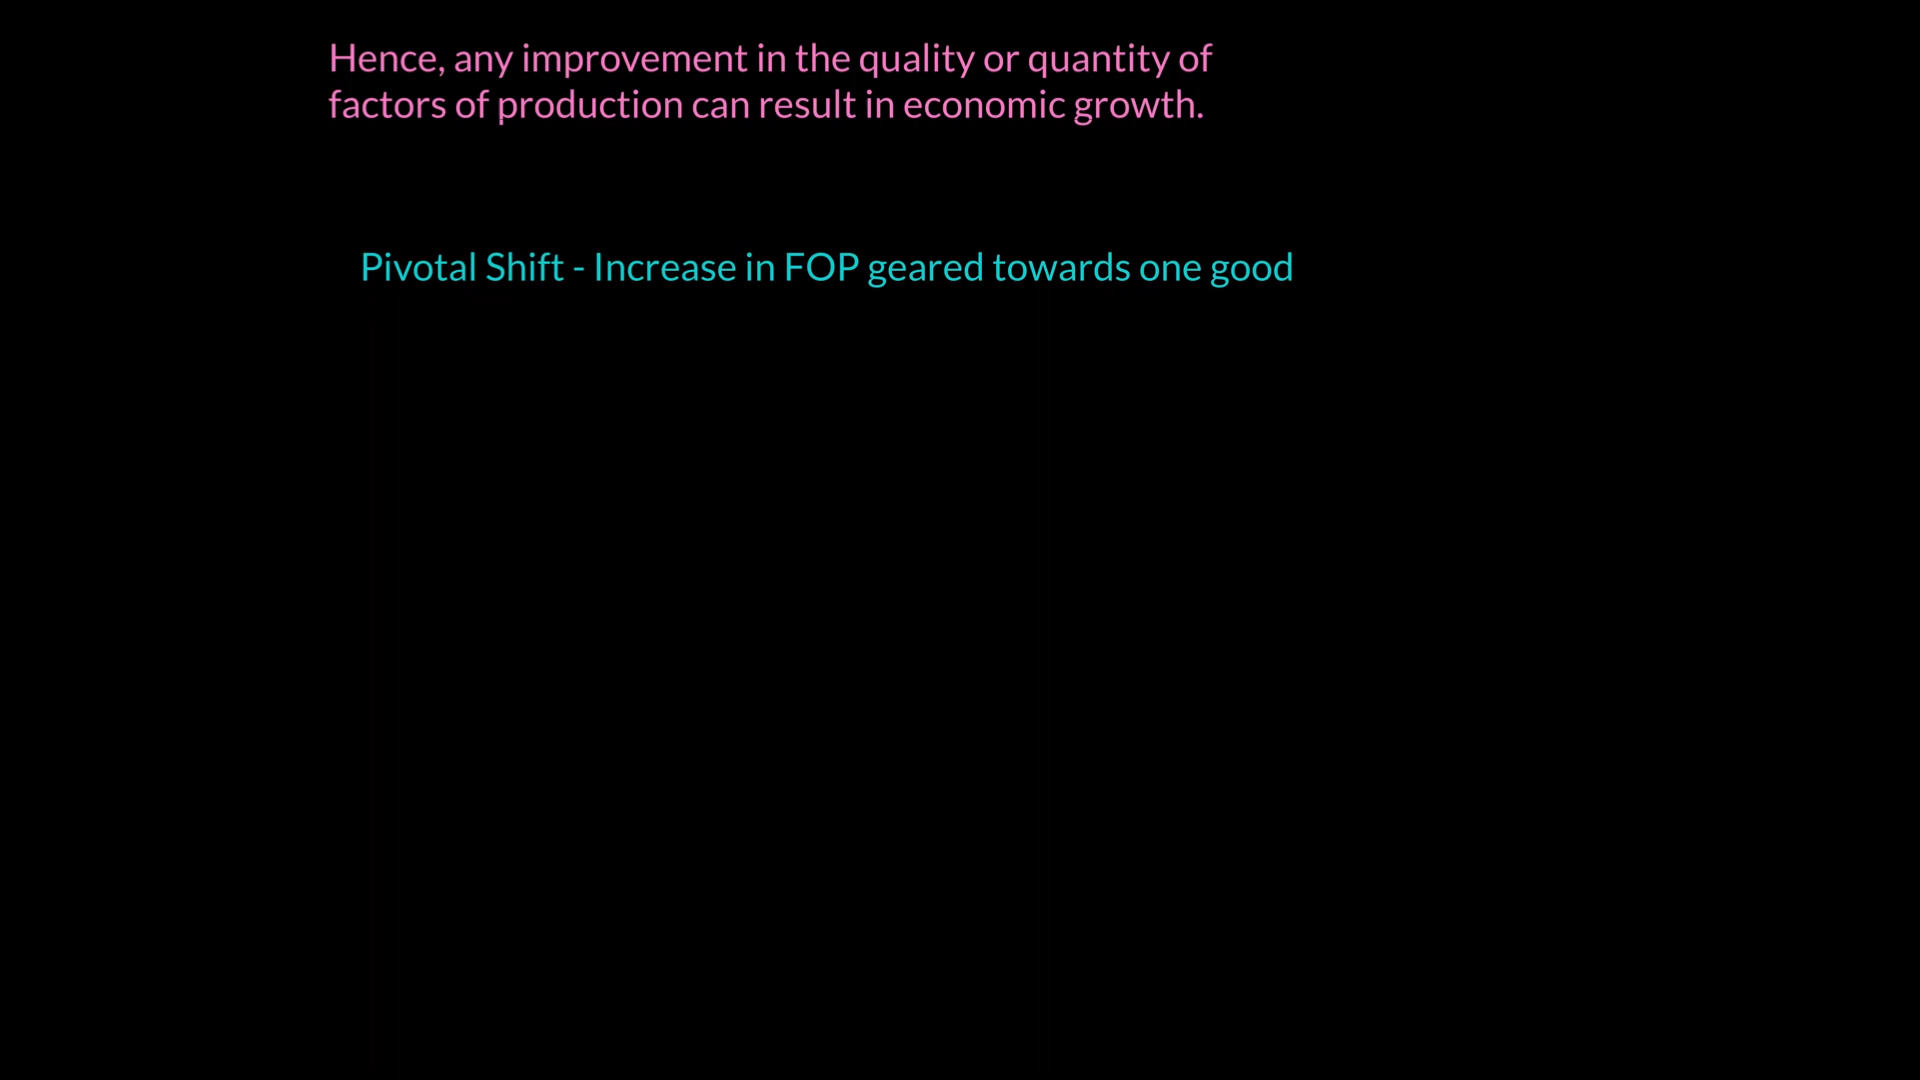 Hence, any improvement in the quality or quantity of
factors of production can result in economic growth.
Pivotal Shift - Increase in FOP geared towards one good